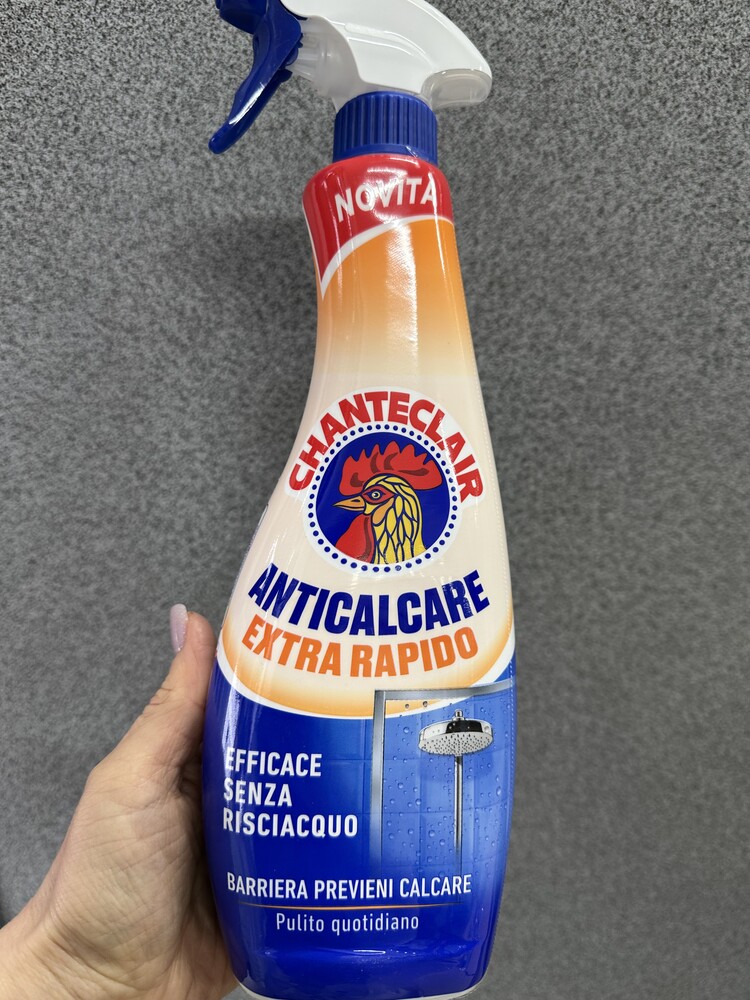 NOVITÀ
CHANTECLAIR
ANTICALCARE
EXTRA RAPIDO
EFFICACE
SENZA
RISCIACQUO
BARRIERA PREVIENI CALCARE
Pulito quotidiano